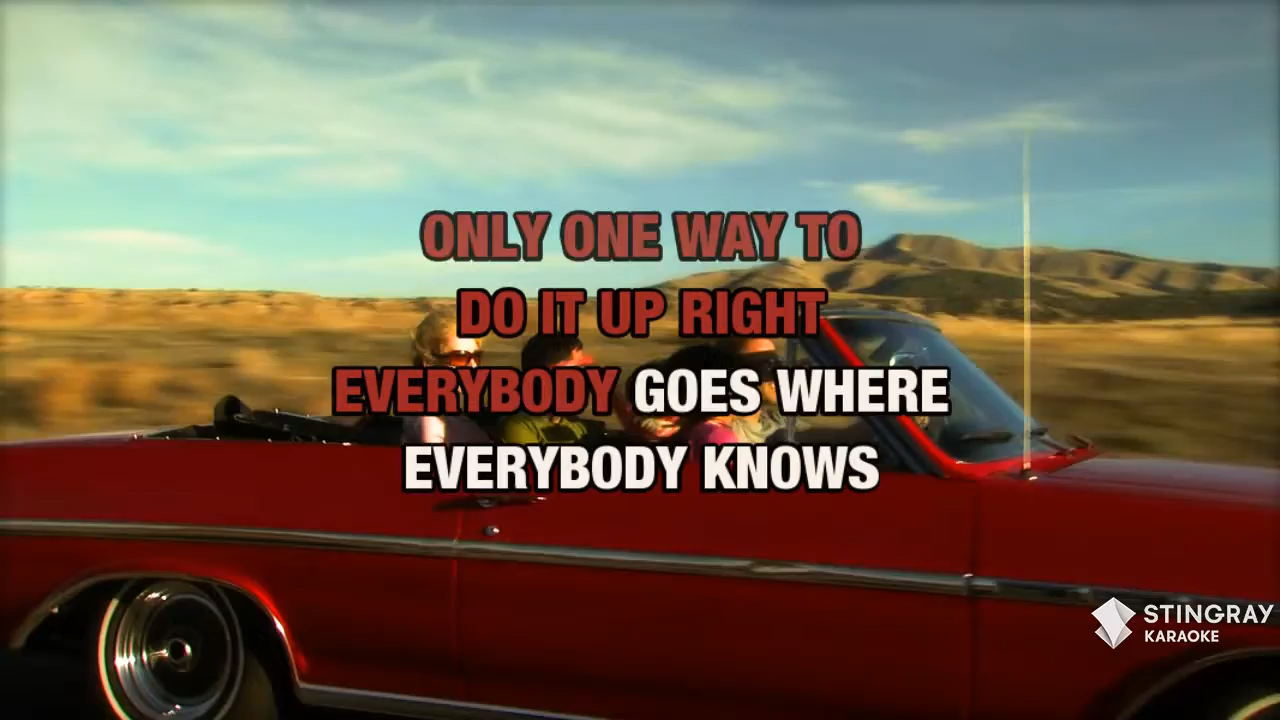 ONLY ONE WAY TO
DO IT UP RIGHT
EVERYBODY GOES WHERE
EVERYBODY KNOWS
STINGRAY
KARAOKE